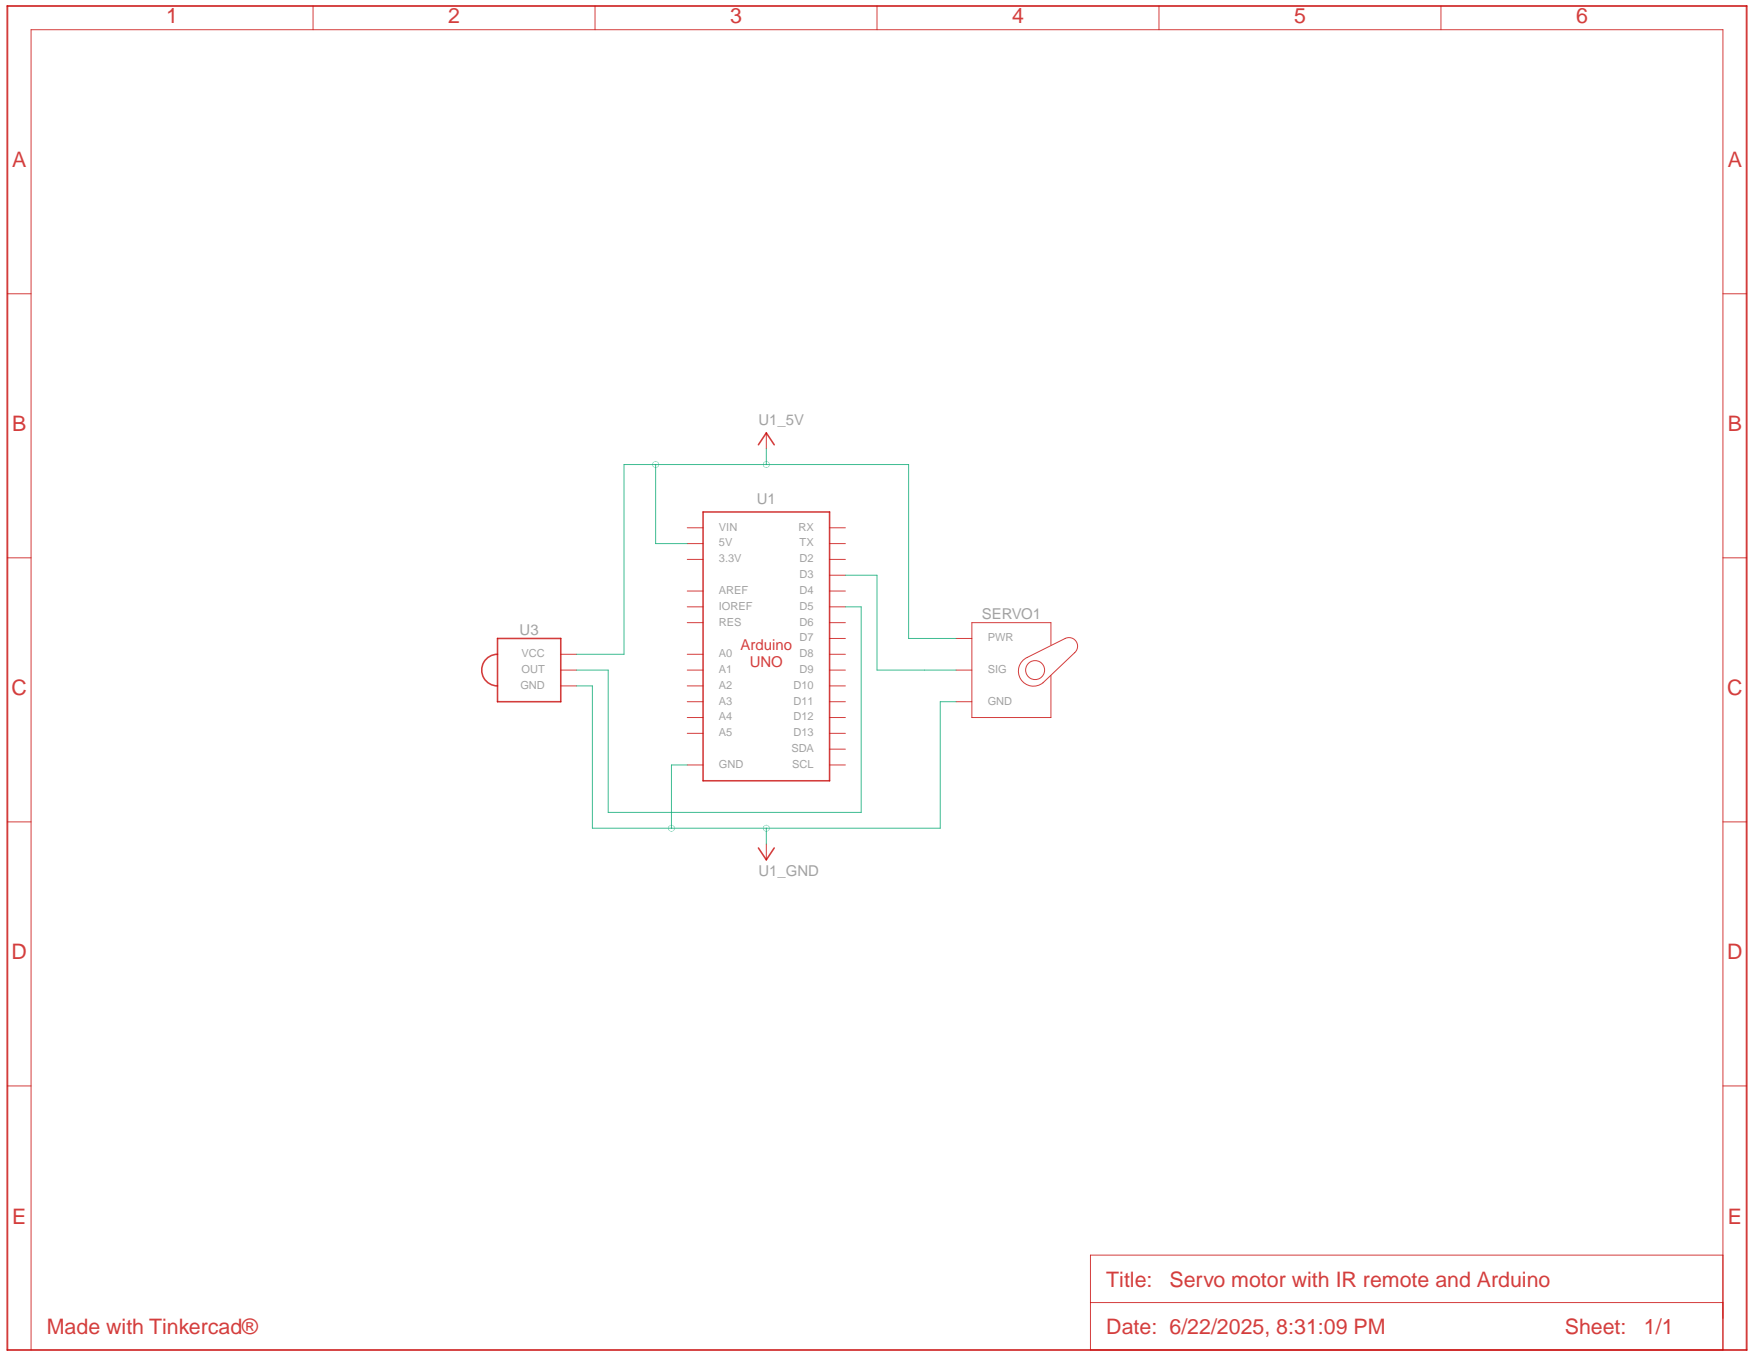 1 2 3 4 5 6
A A
B B
C C
D D
E E
U1_5V
U1
VIN RX
5V TX
3.3V D2
D3
AREF D4
IOREF D5
RES D6
D7
Arduino
UNO
A0 D8
A1 D9
A2 D10
A3 D11
A4 D12
A5 D13
SDA
GND SCL
U3
VCC
OUT
GND
SERVO1
PWR
SIG
GND
U1_GND
Title: Servo motor with IR remote and Arduino
Made with Tinkercad®
Date: 6/22/2025, 8:31:09 PM Sheet: 1/1